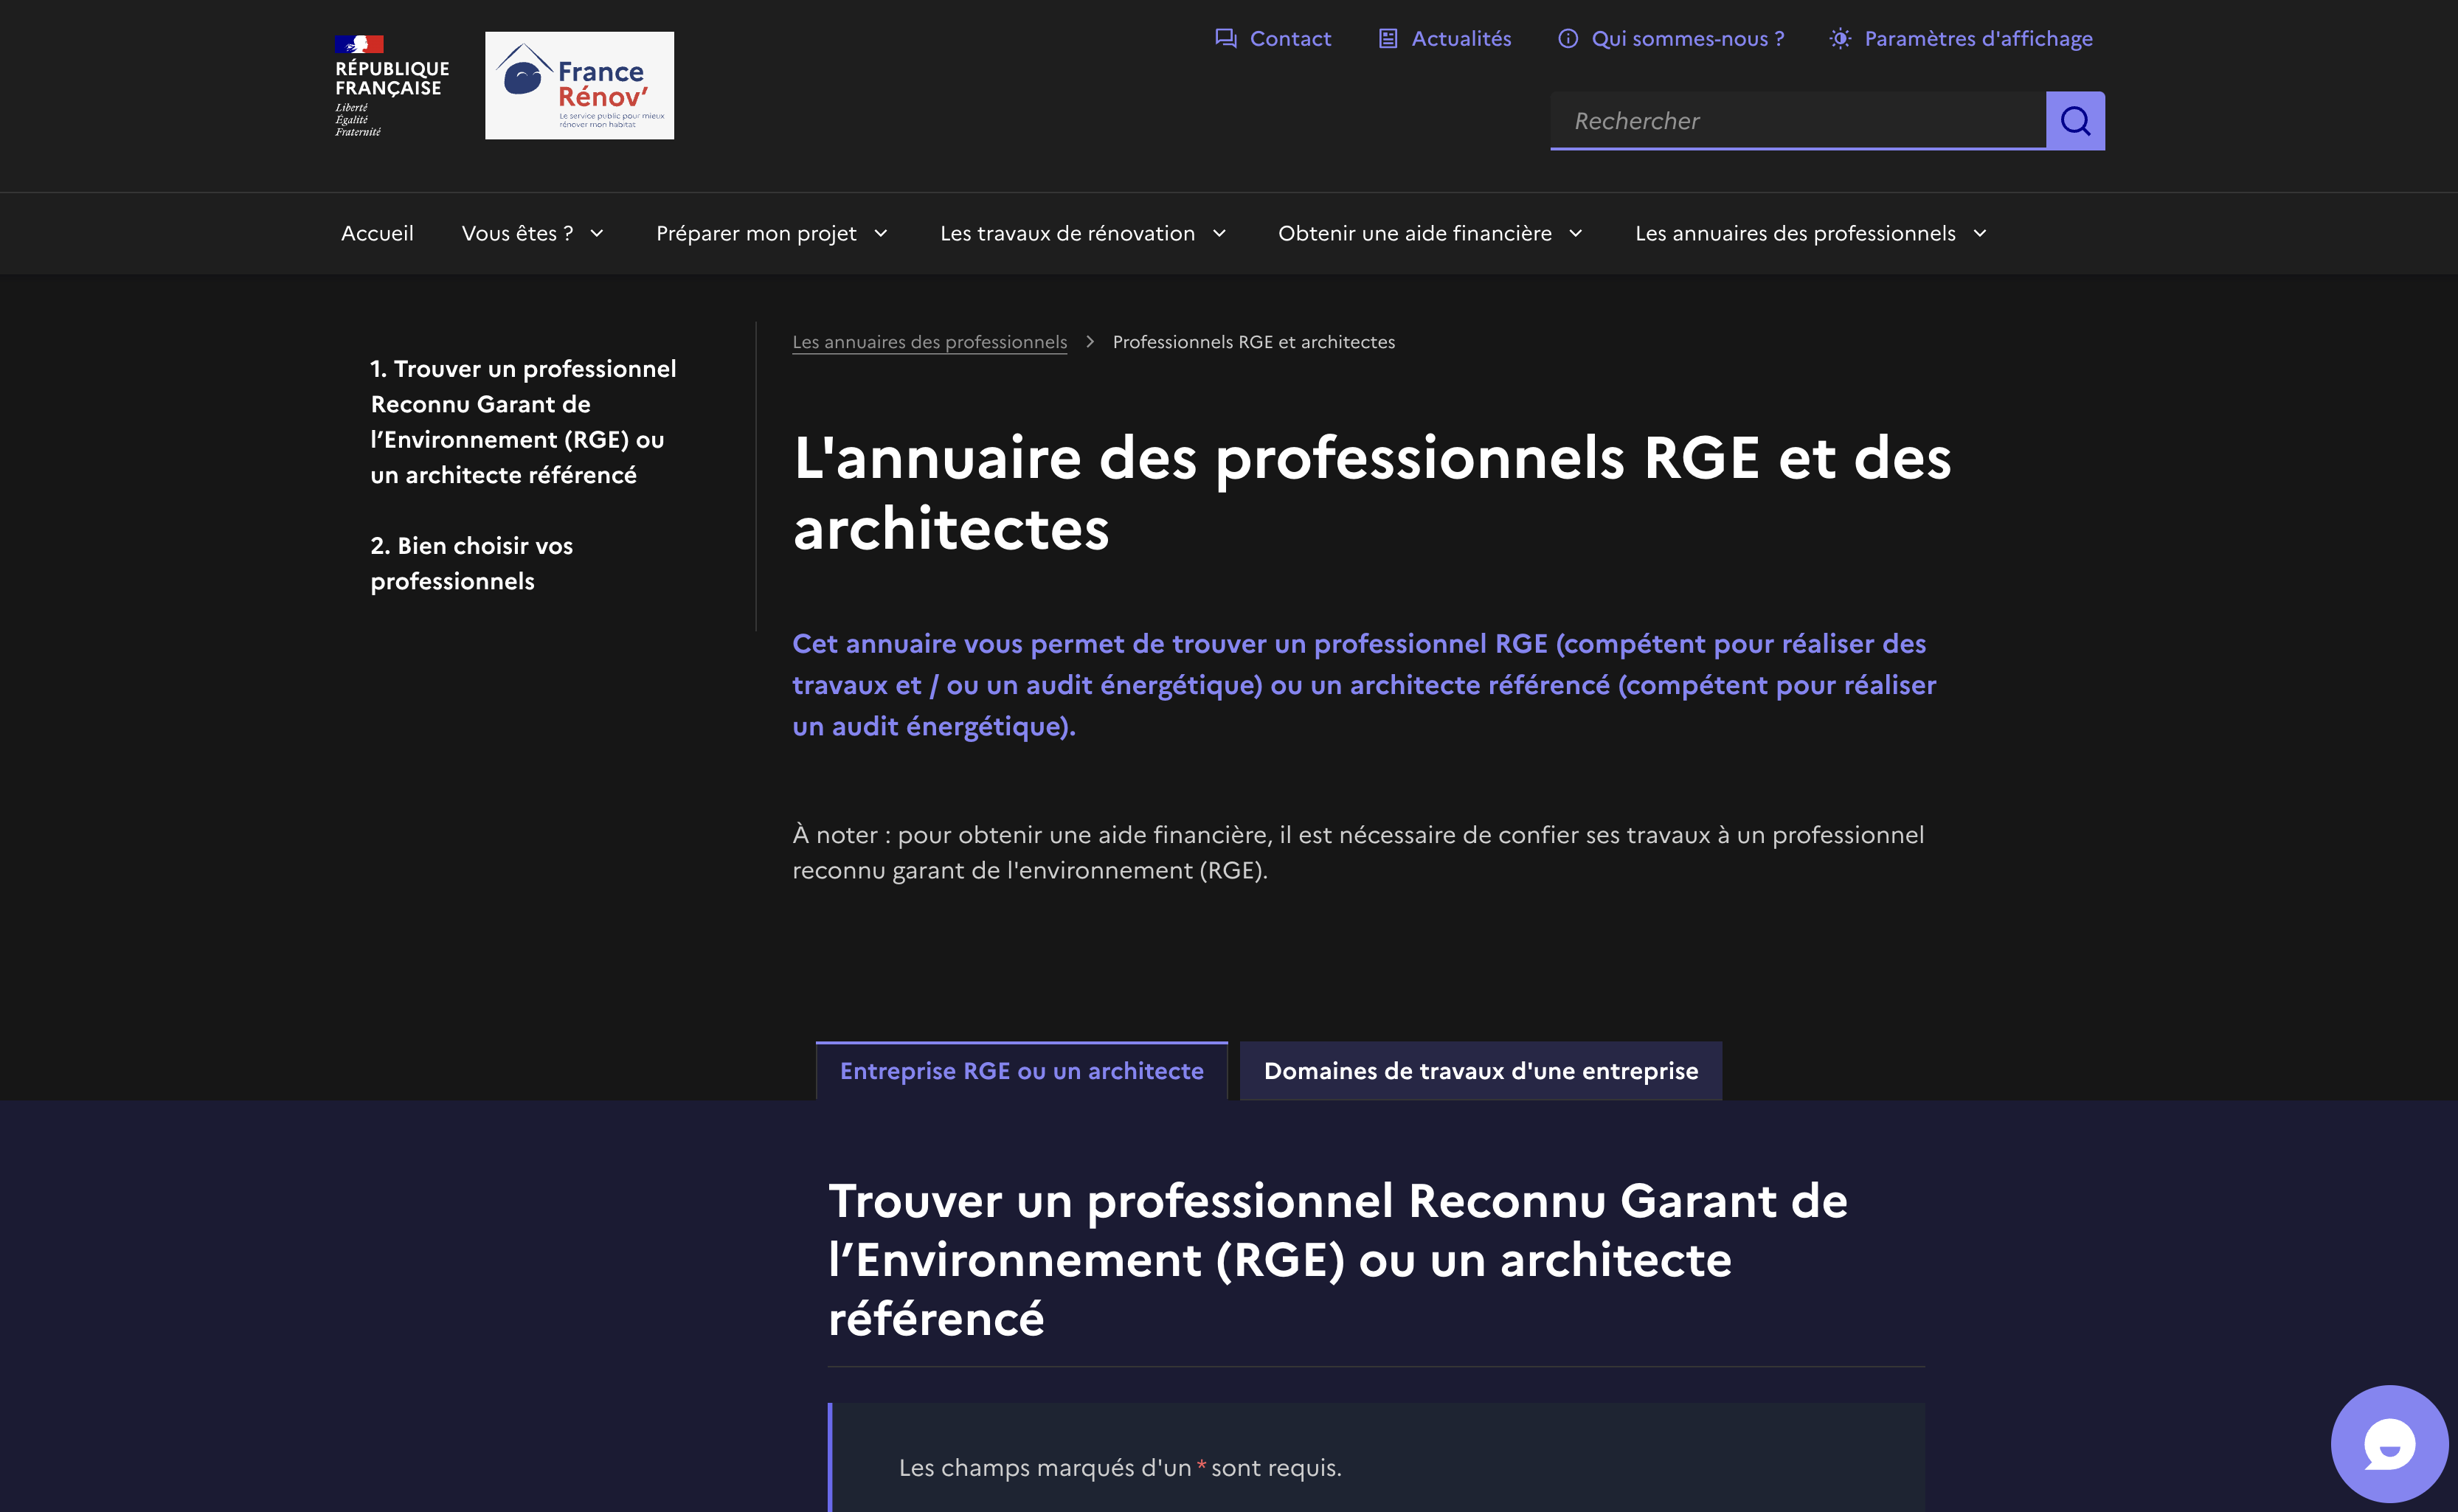 RÉPUBLIQUE
FRANÇAISE
Liberté
Égalité
Fraternité
France
Rénov'
Le service public pour mieux
rénover mon habitat
Contact
Actualités
Qui sommes-nous ?
Paramètres d'affichage
Rechercher
Accueil
Vous êtes ?
Préparer mon projet
Les travaux de rénovation
Obtenir une aide financière
Les annuaires des professionnels
1. Trouver un professionnel
Reconnu Garant de
l’Environnement (RGE) ou
un architecte référencé
2. Bien choisir vos
professionnels
Les annuaires des professionnels
Professionnels RGE et architectes
L'annuaire des professionnels RGE et des
architectes
Cet annuaire vous permet de trouver un professionnel RGE (compétent pour réaliser des
travaux et / ou un audit énergétique) ou un architecte référencé (compétent pour réaliser
un audit énergétique).
À noter : pour obtenir une aide financière, il est nécessaire de confier ses travaux à un professionnel
reconnu garant de l'environnement (RGE).
Entreprise RGE ou un architecte
Domaines de travaux d'une entreprise
Trouver un professionnel Reconnu Garant de
l’Environnement (RGE) ou un architecte
référencé
Les champs marqués d'un * sont requis.